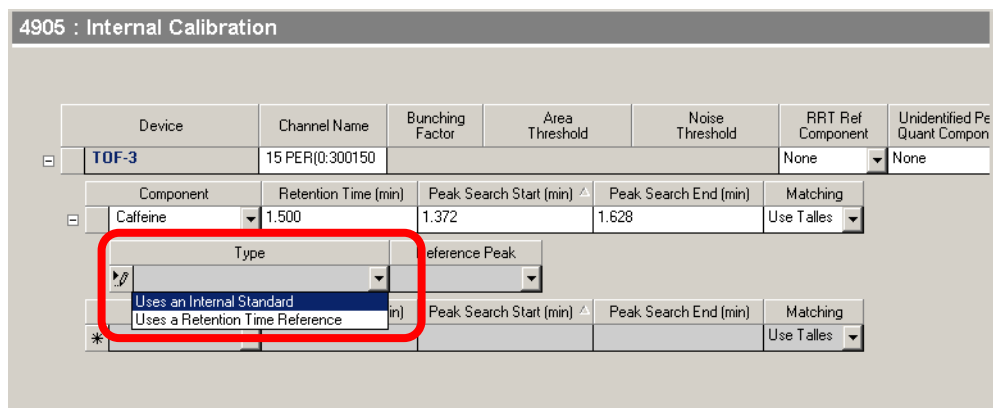 4905 : Internal Calibration
Device Channel Name Bunching Factor Area Threshold Noise Threshold RRT Ref Component Unidentified Pe Quant Compon
TOF-3 15 PER(0:300150 None None
Component Retention Time (min) Peak Search Start (min) Peak Search End (min) Matching
Caffeine 1.500 1.372 1.628 Use Talles
Type Reference Peak
Uses an Internal Standard
in) Peak Search Start (min) Peak Search End (min) Matching
Uses a Retention Time Reference
* Use Talles